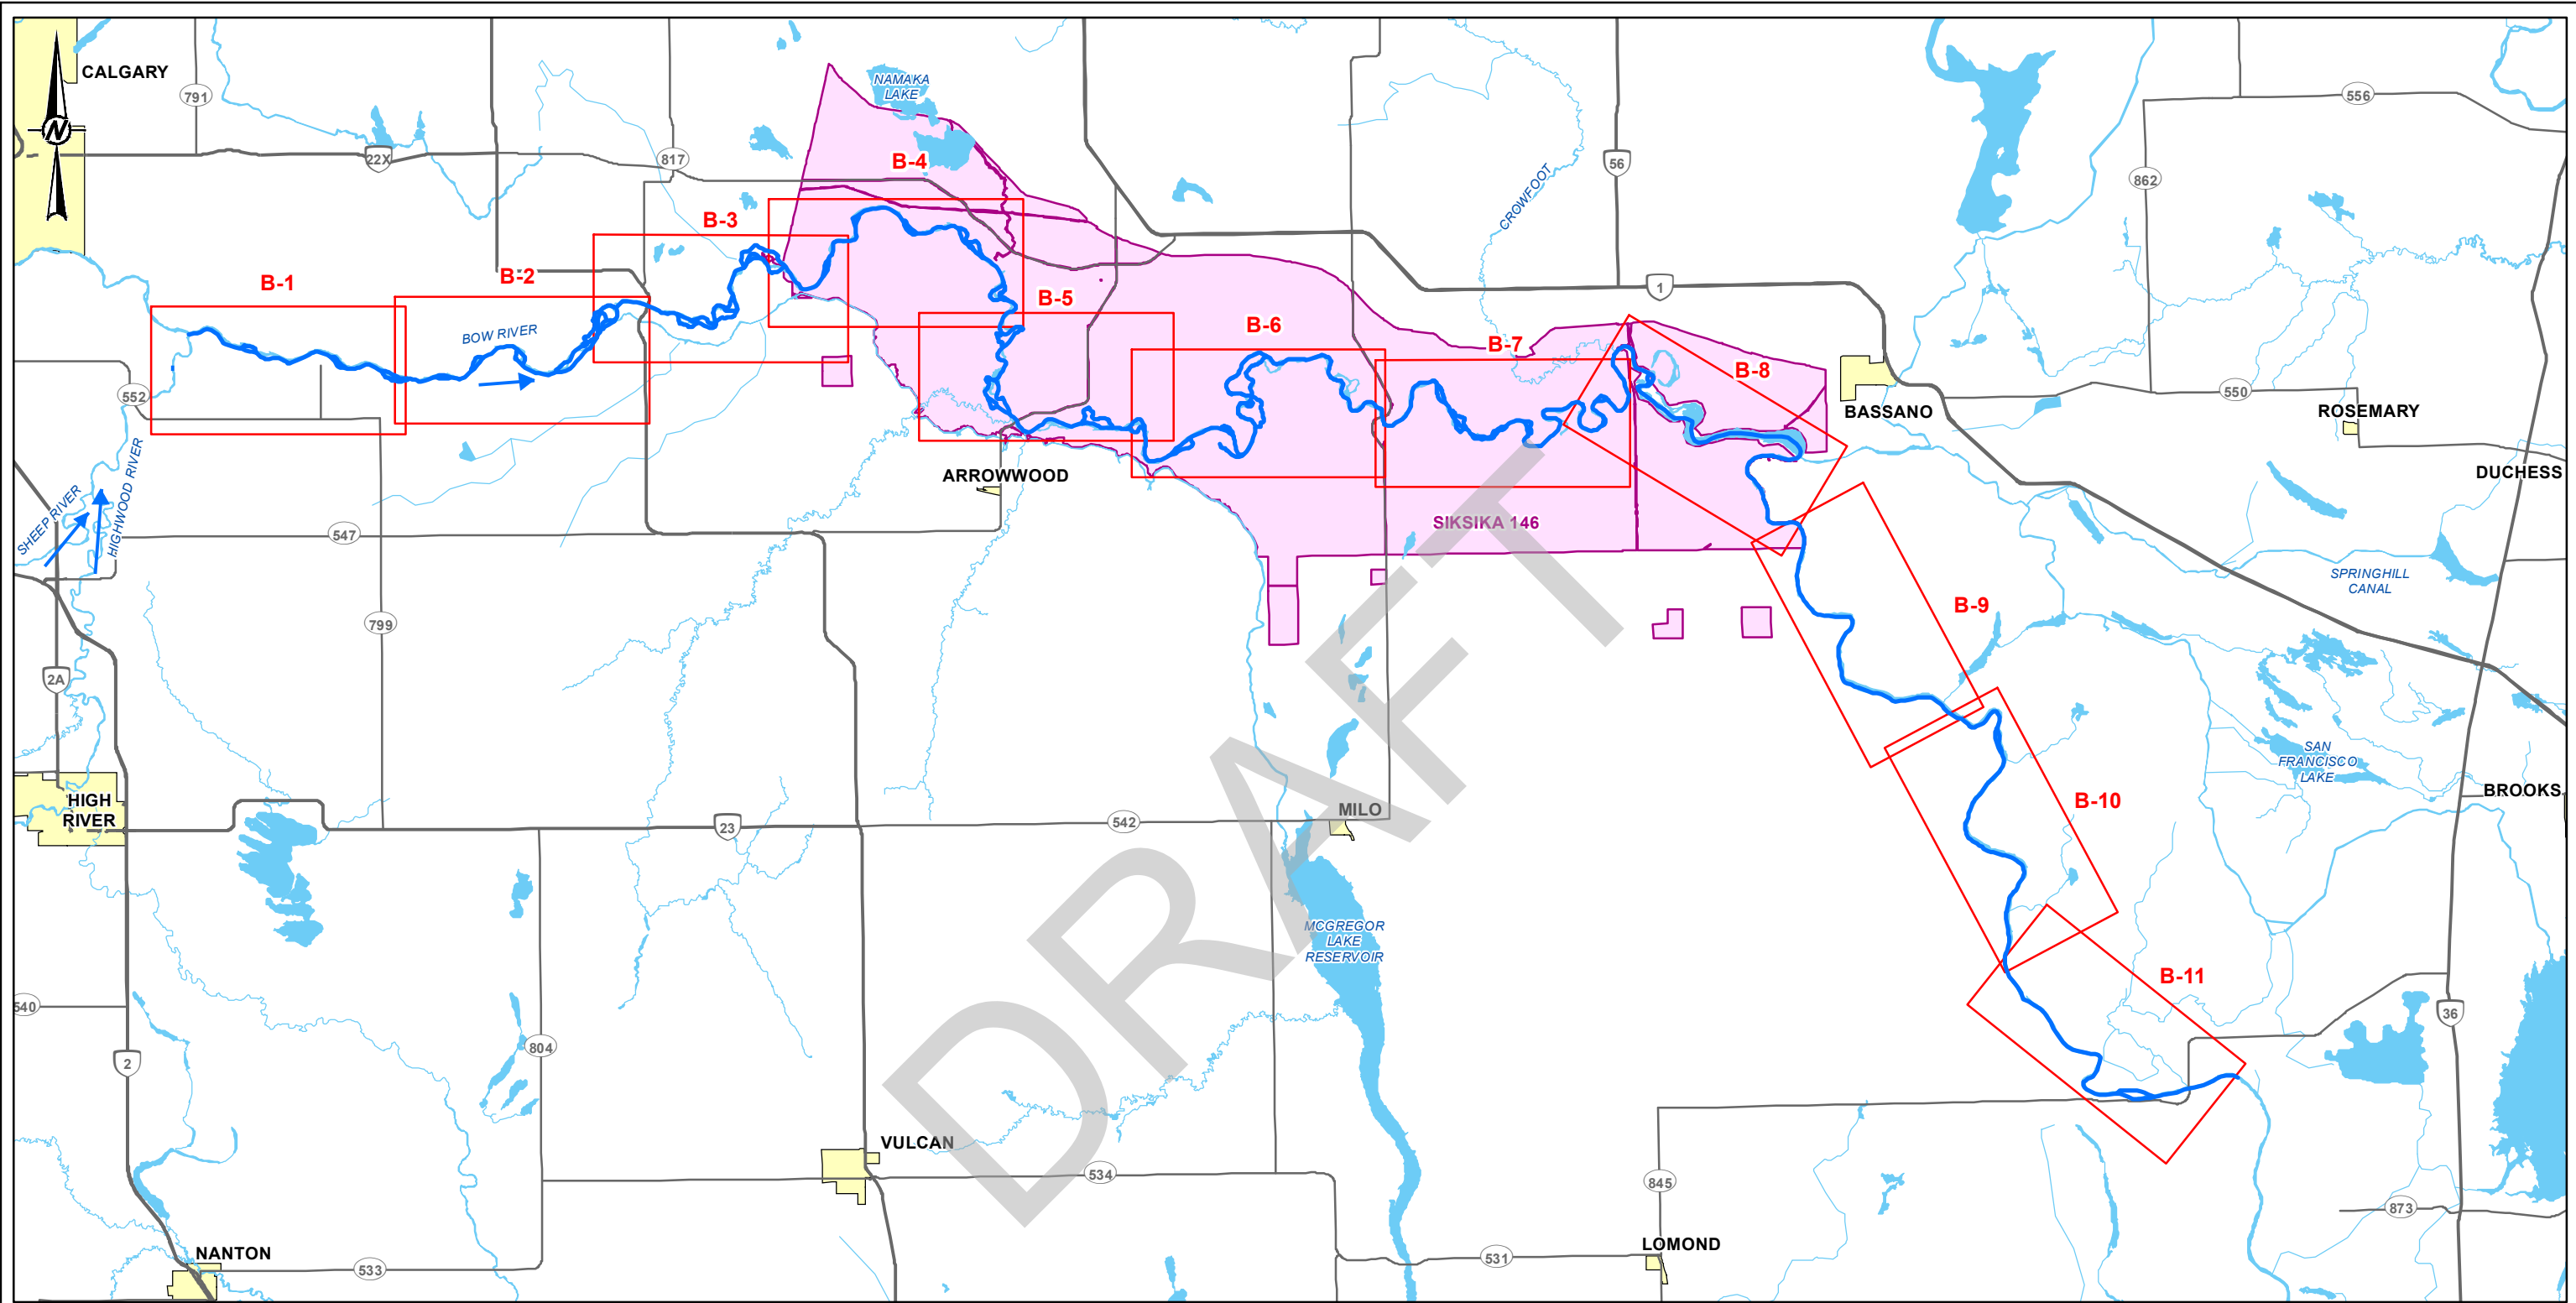 CALGARY
791
N
22X
817
NAMAKA
LAKE
B-4
CROWFOOT
56
556
862
B-3
B-1
B-2
BOW RIVER
B-5
B-6
B-7
1
B-8
BASSANO
550
ROSEMARY
552
ARROWWOOD
DUCHESS
SHEEP RIVER
HIGHWOOD RIVER
547
SIKSIKA 146
SPRINGHILL
CANAL
B-9
799
2A
SAN
FRANCISCO
LAKE
HIGH
RIVER
23
542
MILO
B-10
BROOKS
DRAFT
MCGREGOR
LAKE
RESERVOIR
B-11
540
36
2
804
VULCAN
534
845
873
NANTON
533
531
LOMOND